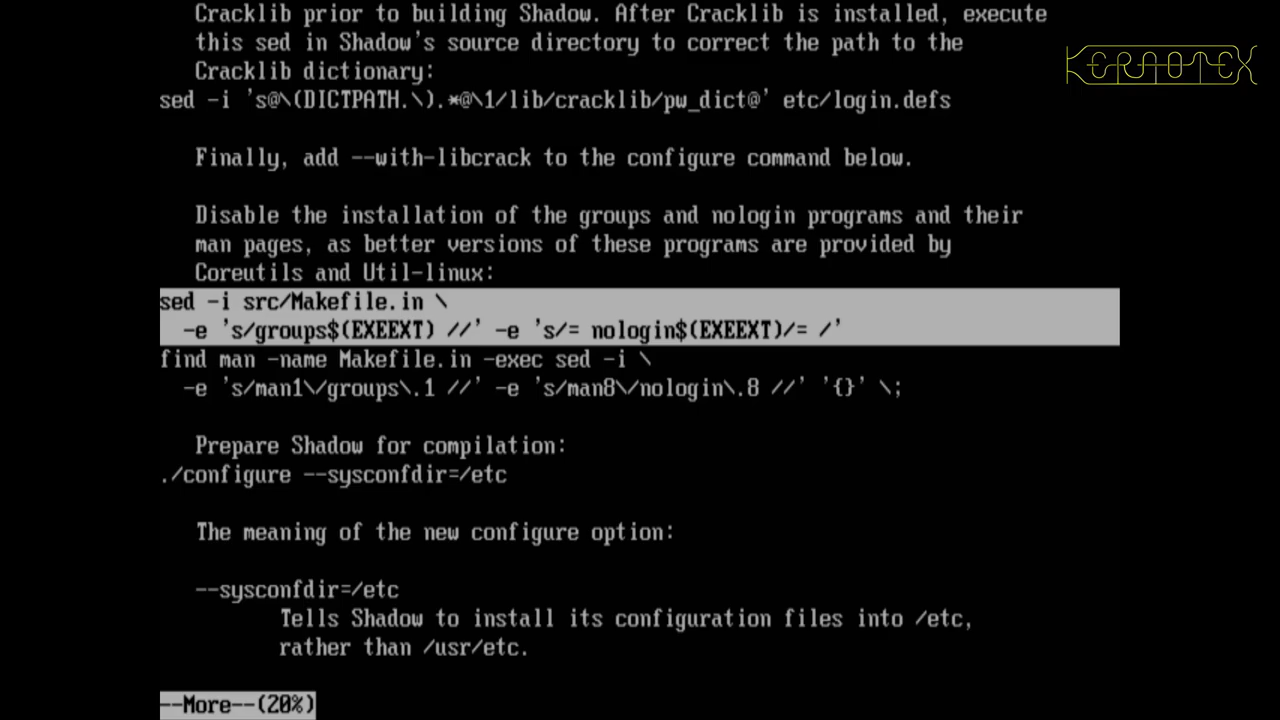 Cracklib prior to building Shadow. After Cracklib is installed, execute
KERNOTEX
this sed in Shadow's source directory to correct the path to the
Cracklib dictionary:
sed -i 's@\(DICTPATH.\).*@\1/lib/cracklib/pw_dict@' etc/login.defs
Finally, add --with-libcrack to the configure command below.
Disable the installation of the groups and nologin programs and their
man pages, as better versions of these programs are provided by
Coreutils and Util-linux:
sed -i src/Makefile.in \
-e 's/groups$(EXEEXT) //' -e 's/= nologin$(EXEEXT)/= /'
find man -name Makefile.in -exec sed -i \
-e 's/man1\/groups\.1 //' -e 's/man8\/nologin\.8 //' '{}' \;
Prepare Shadow for compilation:
./configure --sysconfdir=/etc
The meaning of the new configure option:
--sysconfdir=/etc
Tells Shadow to install its configuration files into /etc,
rather than /usr/etc.
--More--(20%)